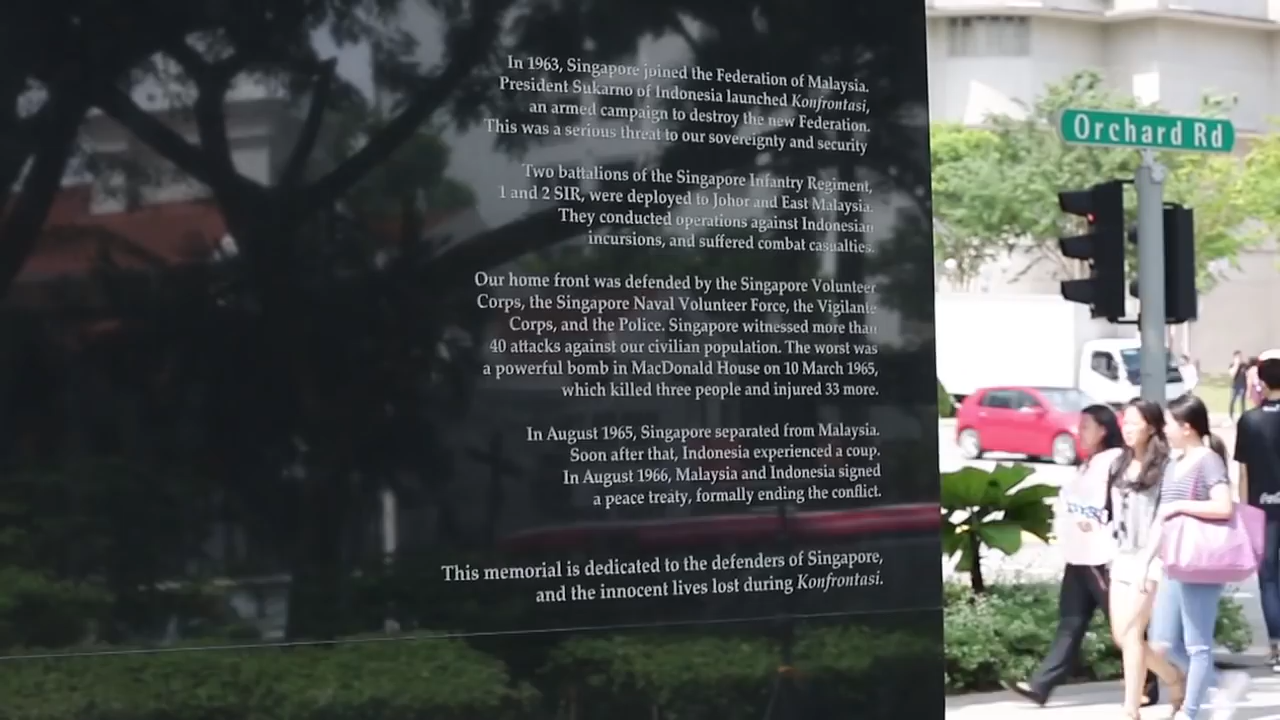 In 1963, Singapore joined the Federation of Malaysia.
President Sukarno of Indonesia launched Konfrontasi,
an armed campaign to destroy the new Federation.
This was a serious threat to our sovereignty and security
Two battalions of the Singapore Infantry Regiment,
1 and 2 SIR, were deployed to Johor and East Malaysia.
They conducted operations against Indonesian
incursions, and suffered combat casualties.
Our home front was defended by the Singapore Volunteer
Corps, the Singapore Naval Volunteer Force, the Vigilante
Corps, and the Police. Singapore witnessed more than
40 attacks against our civilian population. The worst was
a powerful bomb in MacDonald House on 10 March 1965,
which killed three people and injured 33 more.
In August 1965, Singapore separated from Malaysia.
Soon after that, Indonesia experienced a coup.
In August 1966, Malaysia and Indonesia signed
a peace treaty, formally ending the conflict.
This memorial is dedicated to the defenders of Singapore,
and the innocent lives lost during Konfrontasi.
Orchard Rd